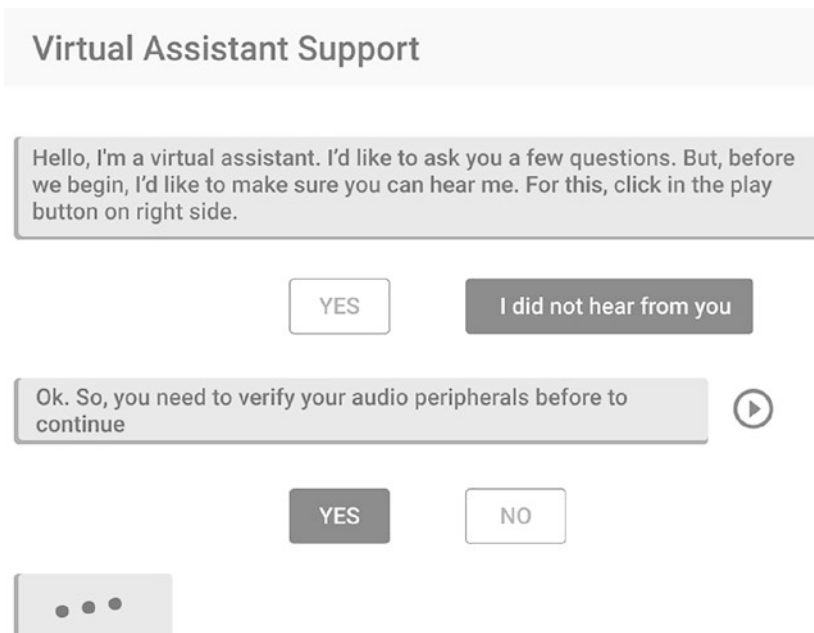 Virtual Assistant Support
Hello, I'm a virtual assistant. I'd like to ask you a few questions. But, before
we begin, I'd like to make sure you can hear me. For this, click in the play
button on right side.
YES I did not hear from you
Ok. So, you need to verify your audio peripherals before to
continue
YES NO